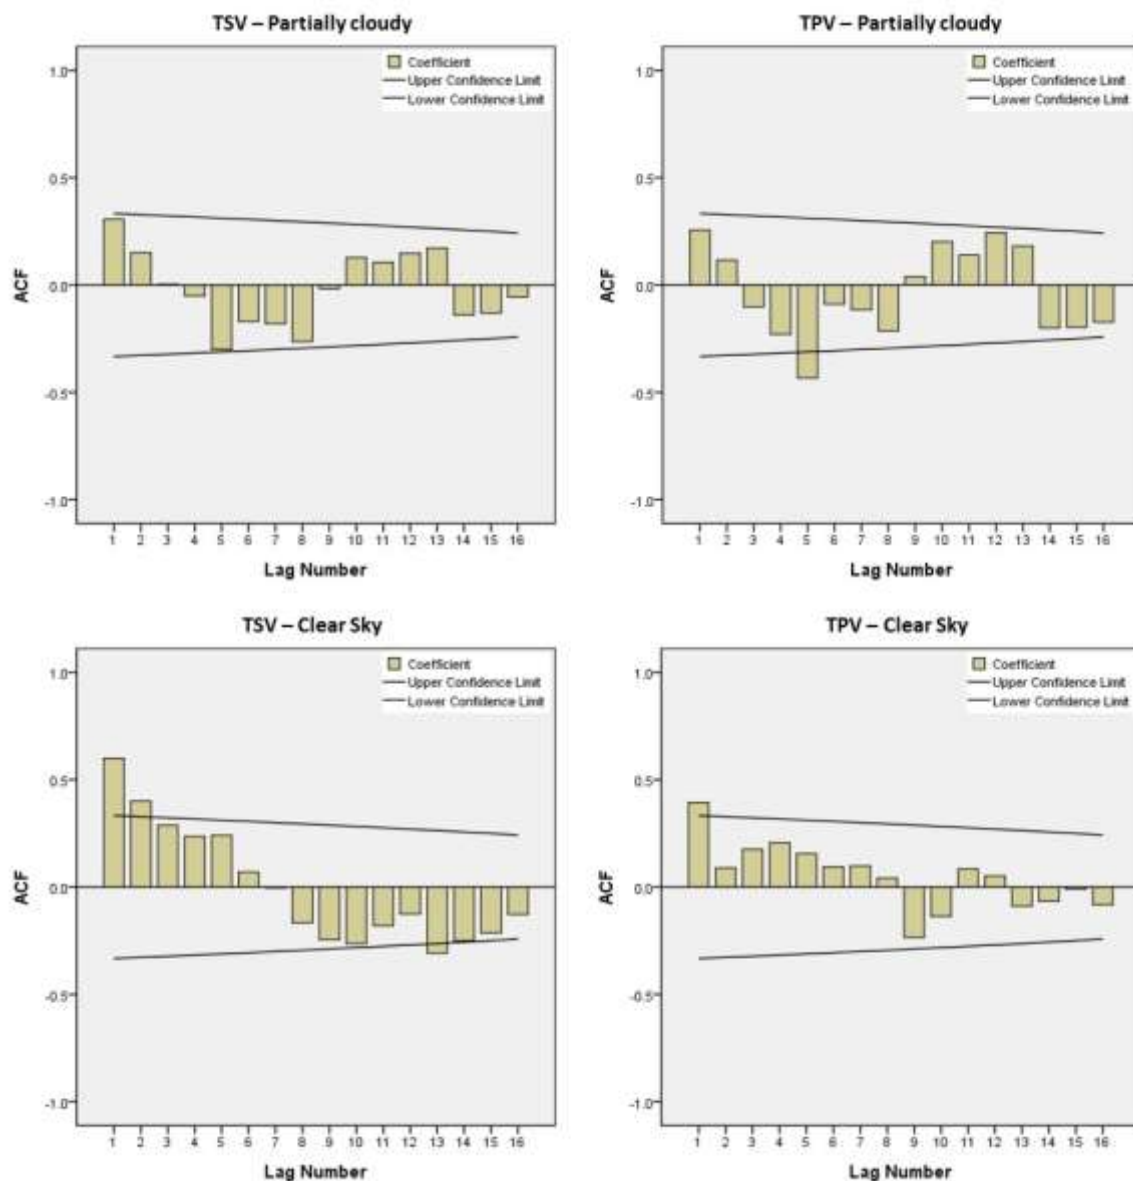 TSV – Partially cloudy
Coefficient
Upper Confidence Limit
Lower Confidence Limit
1.0
0.5
0.0
-0.5
-1.0
ACF
1 2 3 4 5 6 7 8 9 10 11 12 13 14 15 16
Lag Number
TPV – Partially cloudy
Coefficient
Upper Confidence Limit
Lower Confidence Limit
1.0
0.5
0.0
-0.5
-1.0
ACF
1 2 3 4 5 6 7 8 9 10 11 12 13 14 15 16
Lag Number
TSV – Clear Sky
Coefficient
Upper Confidence Limit
Lower Confidence Limit
1.0
0.5
0.0
-0.5
-1.0
ACF
1 2 3 4 5 6 7 8 9 10 11 12 13 14 15 16
Lag Number
TPV – Clear Sky
Coefficient
Upper Confidence Limit
Lower Confidence Limit
1.0
0.5
0.0
-0.5
-1.0
ACF
1 2 3 4 5 6 7 8 9 10 11 12 13 14 15 16
Lag Number